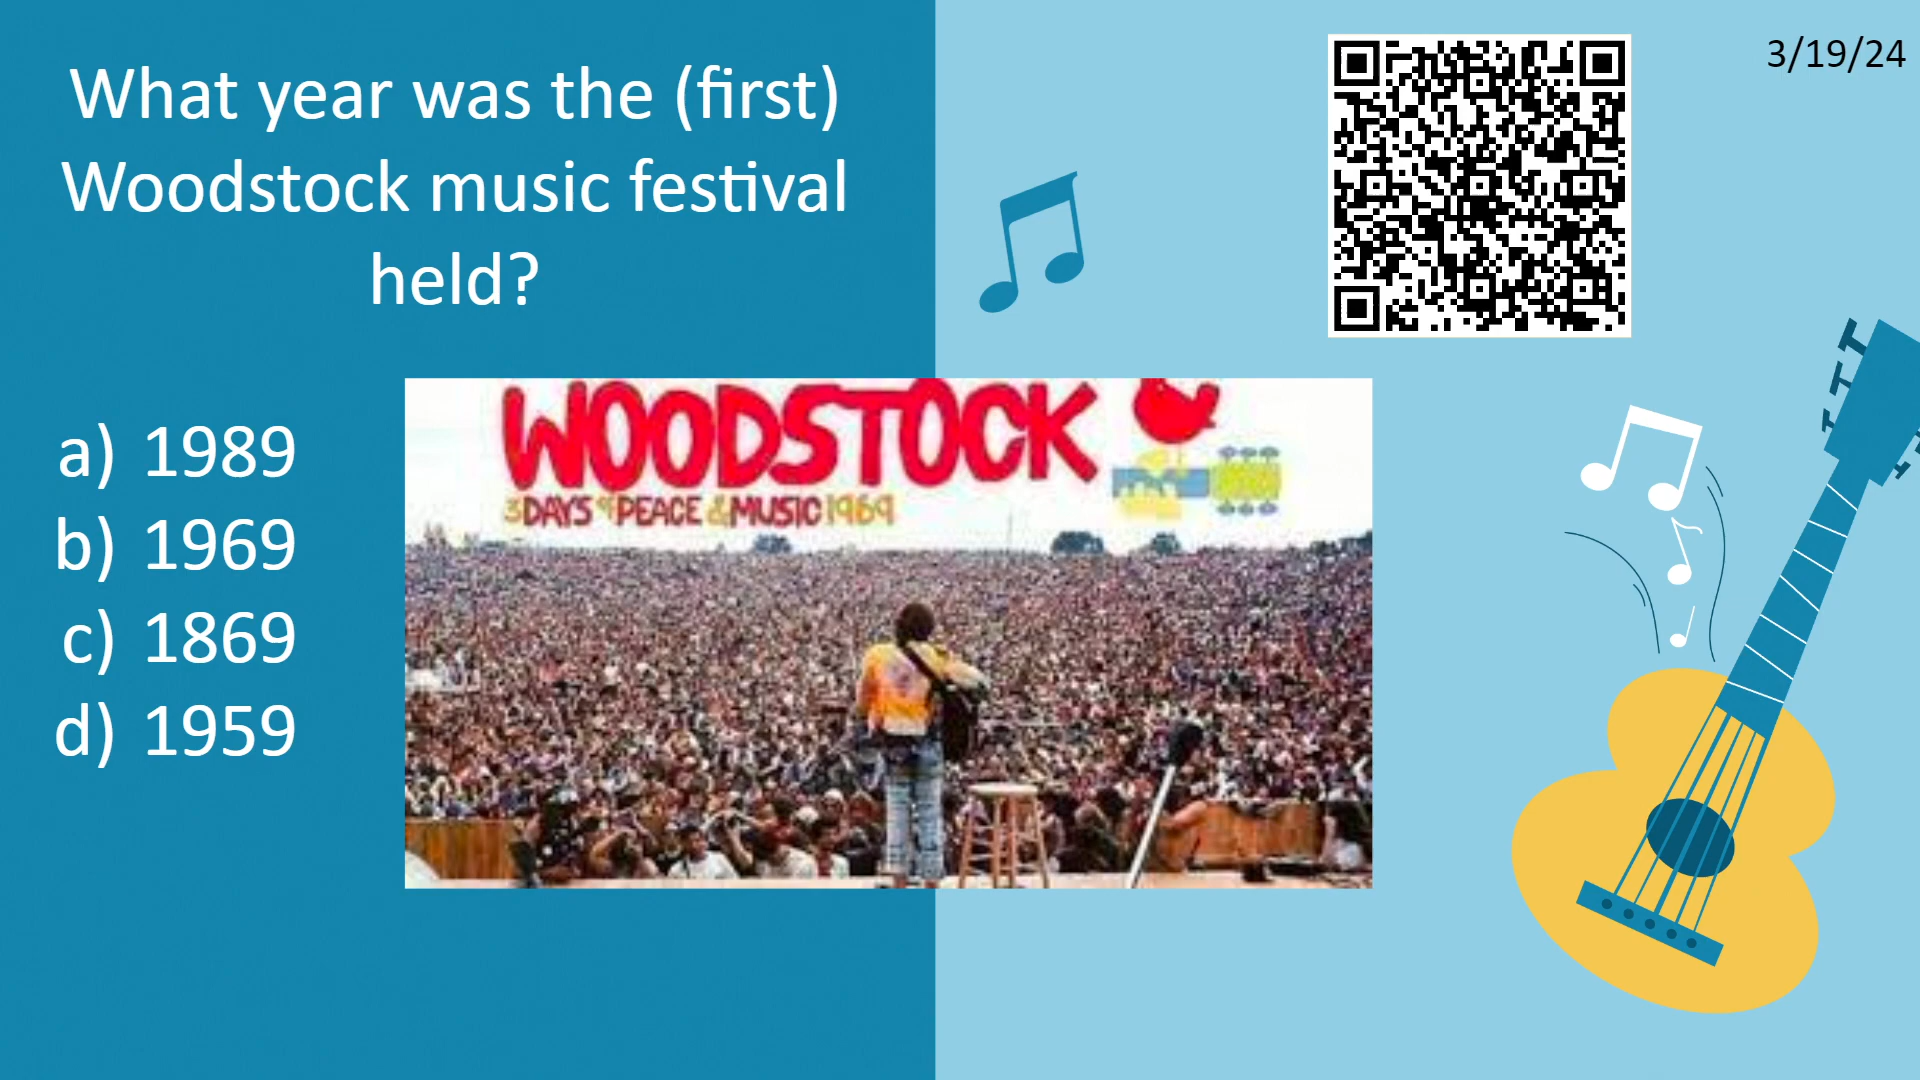 What year was the (first)
Woodstock music festival
held?
3/19/24
a) 1989
b) 1969
c) 1869
d) 1959
WOODSTOCK
3 DAYS of PEACE & MUSIC 1969